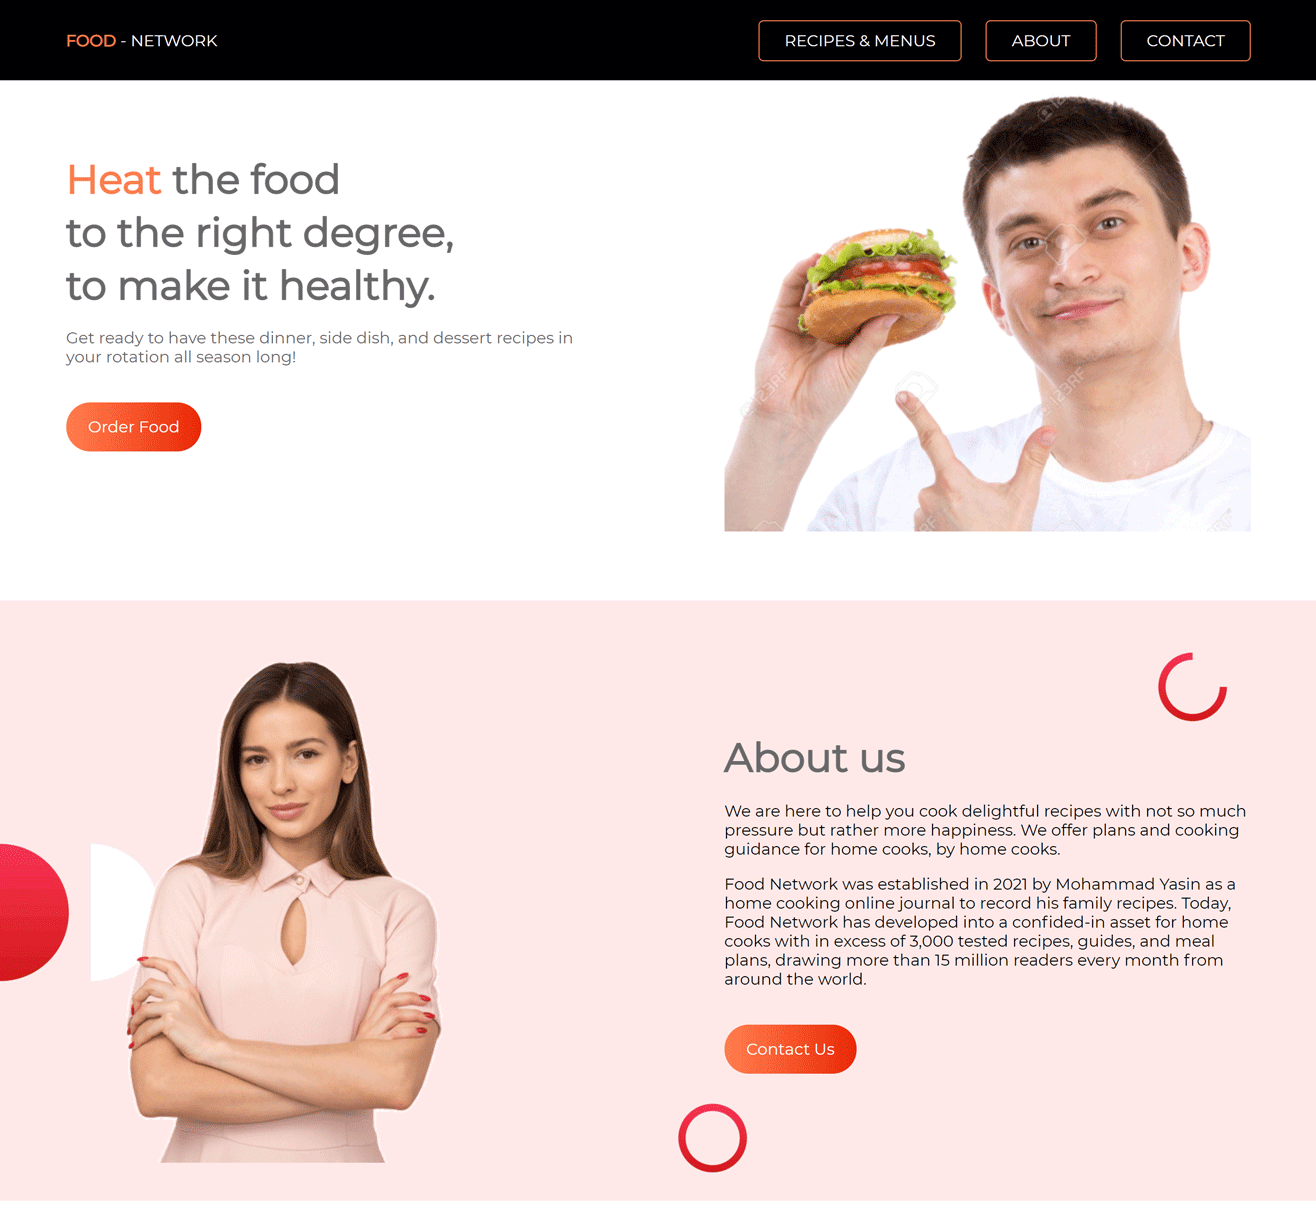 FOOD - NETWORK
RECIPES & MENUS
ABOUT
CONTACT
Heat the food
to the right degree,
to make it healthy.
Get ready to have these dinner, side dish, and dessert recipes in
your rotation all season long!
Order Food
123RF
123RF
About us
We are here to help you cook delightful recipes with not so much
pressure but rather more happiness. We offer plans and cooking
guidance for home cooks, by home cooks.
Food Network was established in 2021 by Mohammad Yasin as a
home cooking online journal to record his family recipes. Today,
Food Network has developed into a confided-in asset for home
cooks with in excess of 3,000 tested recipes, guides, and meal
plans, drawing more than 15 million readers every month from
around the world.
Contact Us